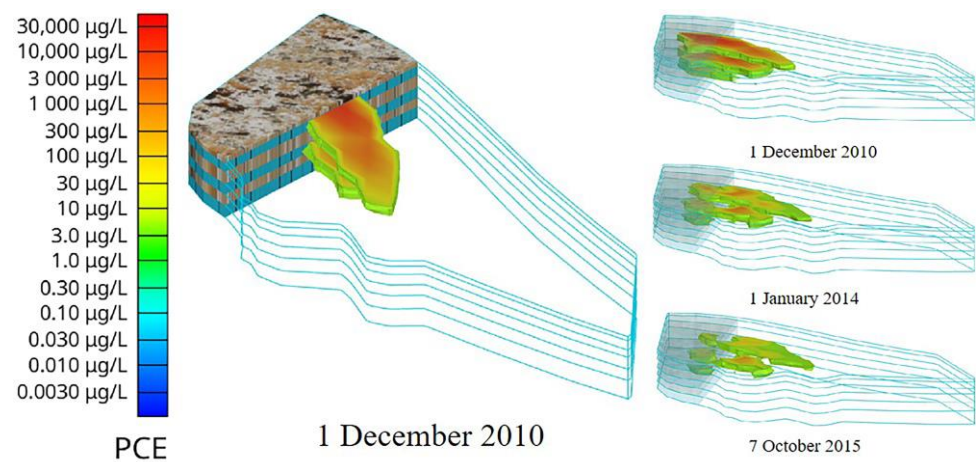 30,000 µg/L
10,000 µg/L
3 000 µg/L
1 000 µg/L
300 µg/L
100 µg/L
30 µg/L
10 µg/L
3.0 µg/L
1.0 µg/L
0.30 µg/L
0.10 µg/L
0.030 µg/L
0.010 µg/L
0.0030 µg/L
PCE
1 December 2010
1 December 2010
1 January 2014
7 October 2015